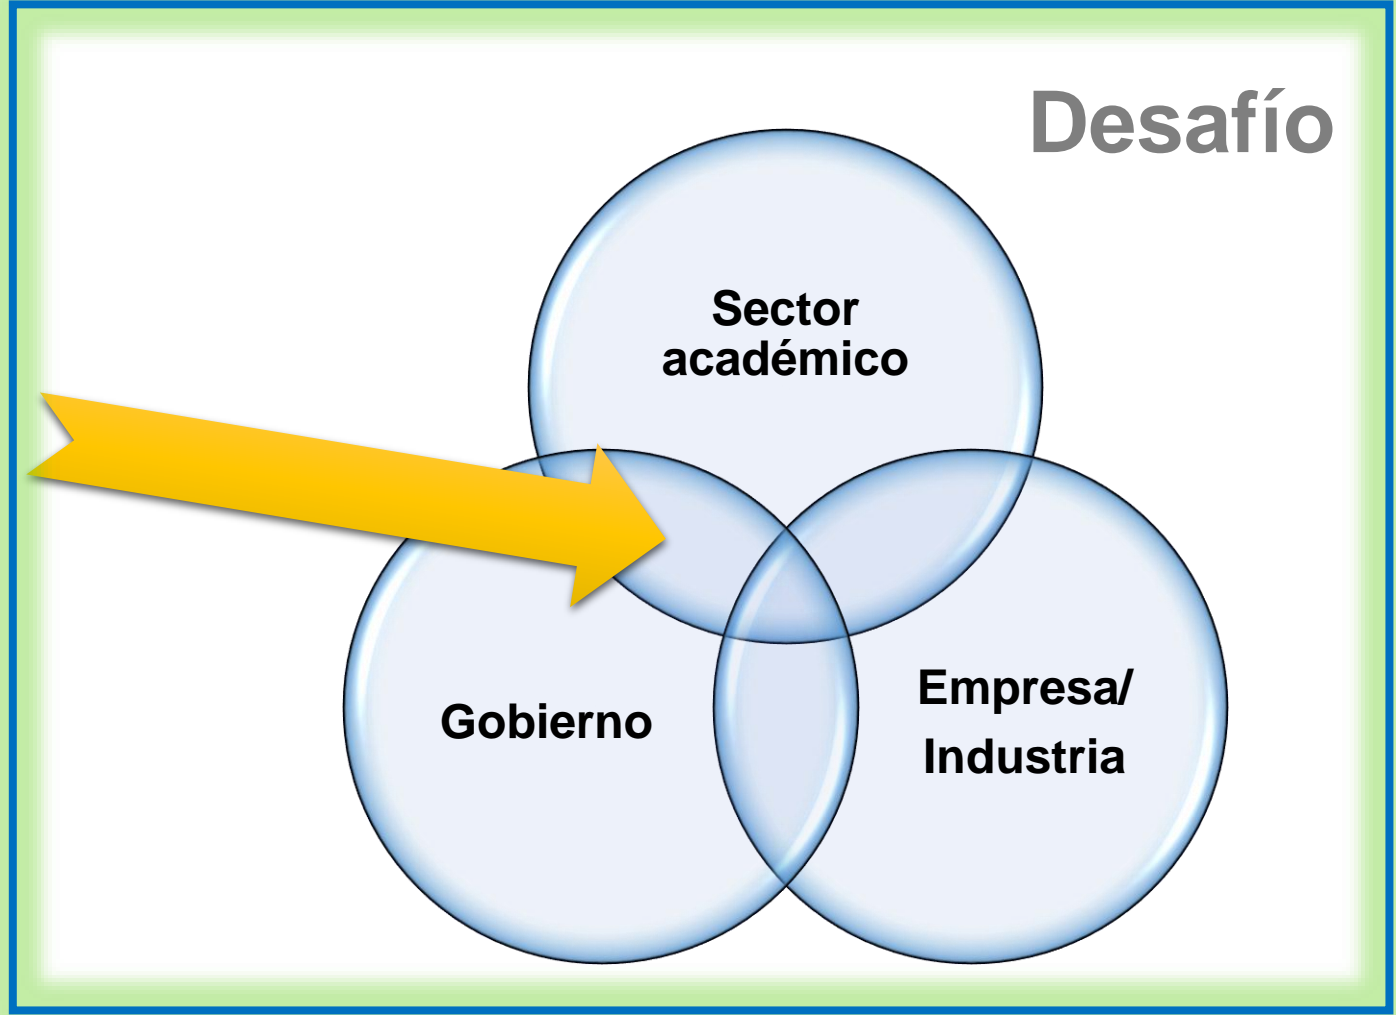 Desafío
Sector
académico
Gobierno
Empresa/
Industria